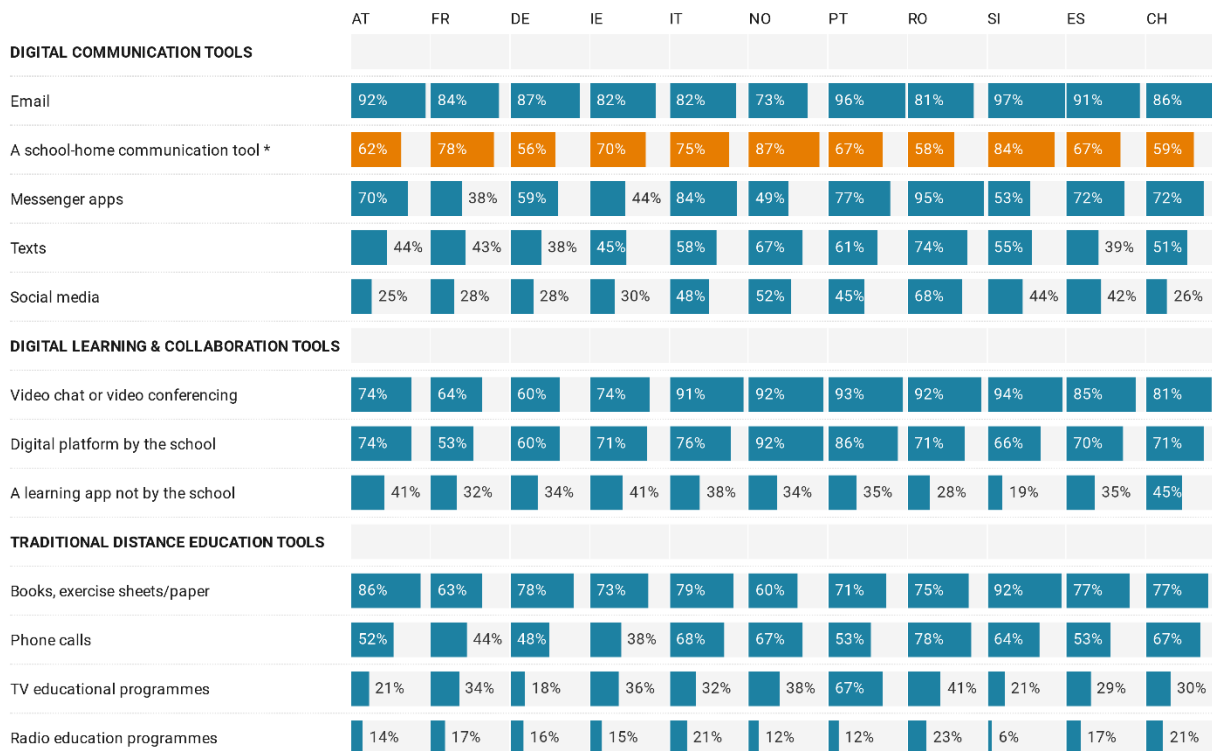 AT FR DE IE IT NO PT RO SI ES CH
DIGITAL COMMUNICATION TOOLS
Email 92% 84% 87% 82% 82% 73% 96% 81% 97% 91% 86%
A school-home communication tool * 62% 78% 56% 70% 75% 87% 67% 58% 84% 67% 59%
Messenger apps 70% 38% 59% 44% 84% 49% 77% 95% 53% 72% 72%
Texts 44% 43% 38% 45% 58% 67% 61% 74% 55% 39% 51%
Social media 25% 28% 28% 30% 48% 52% 45% 68% 44% 42% 26%
DIGITAL LEARNING & COLLABORATION TOOLS
Video chat or video conferencing 74% 64% 60% 74% 91% 92% 93% 92% 94% 85% 81%
Digital platform by the school 74% 53% 60% 71% 76% 92% 86% 71% 66% 70% 71%
A learning app not by the school 41% 32% 34% 41% 38% 34% 35% 28% 19% 35% 45%
TRADITIONAL DISTANCE EDUCATION TOOLS
Books, exercise sheets/paper 86% 63% 78% 73% 79% 60% 71% 75% 92% 77% 77%
Phone calls 52% 44% 48% 38% 68% 67% 53% 78% 64% 53% 67%
TV educational programmes 21% 34% 18% 36% 32% 38% 67% 41% 21% 29% 30%
Radio education programmes 14% 17% 16% 15% 21% 12% 12% 23% 6% 17% 21%